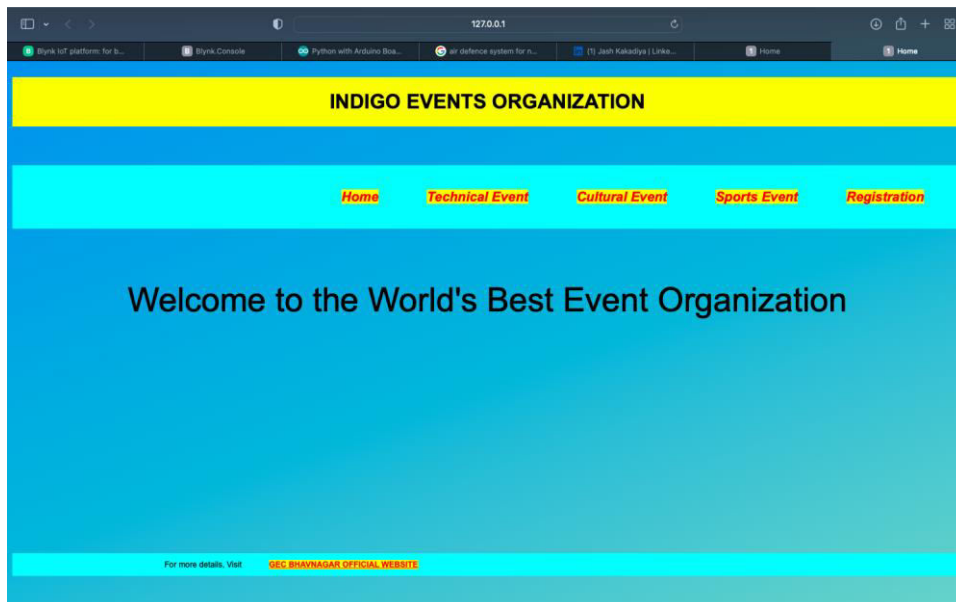 127.0.0.1
Blynk IoT platform: for b...
Blynk.Console
Python with Arduino Boa...
air defence system for n...
(1) Jash Kakadiya | Linke...
Home
Home
INDIGO EVENTS ORGANIZATION
Home Technical Event Cultural Event Sports Event Registration
Welcome to the World's Best Event Organization
For more details, Visit GEC BHAVNAGAR OFFICIAL WEBSITE